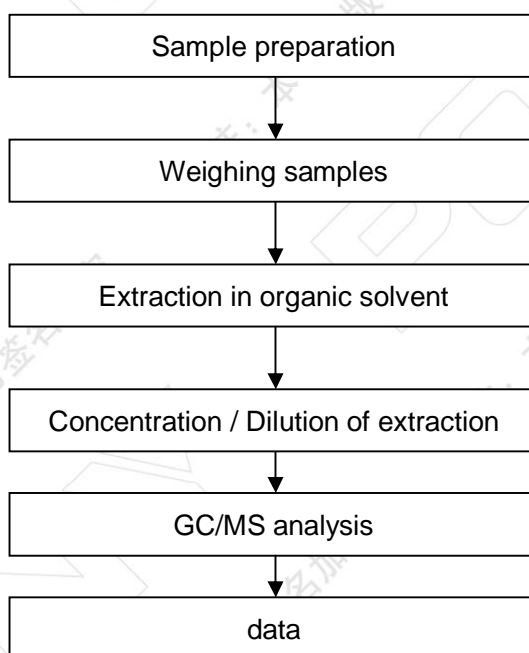 Sample preparation
Weighing samples
Extraction in organic solvent
Concentration / Dilution of extraction
GC/MS analysis
data